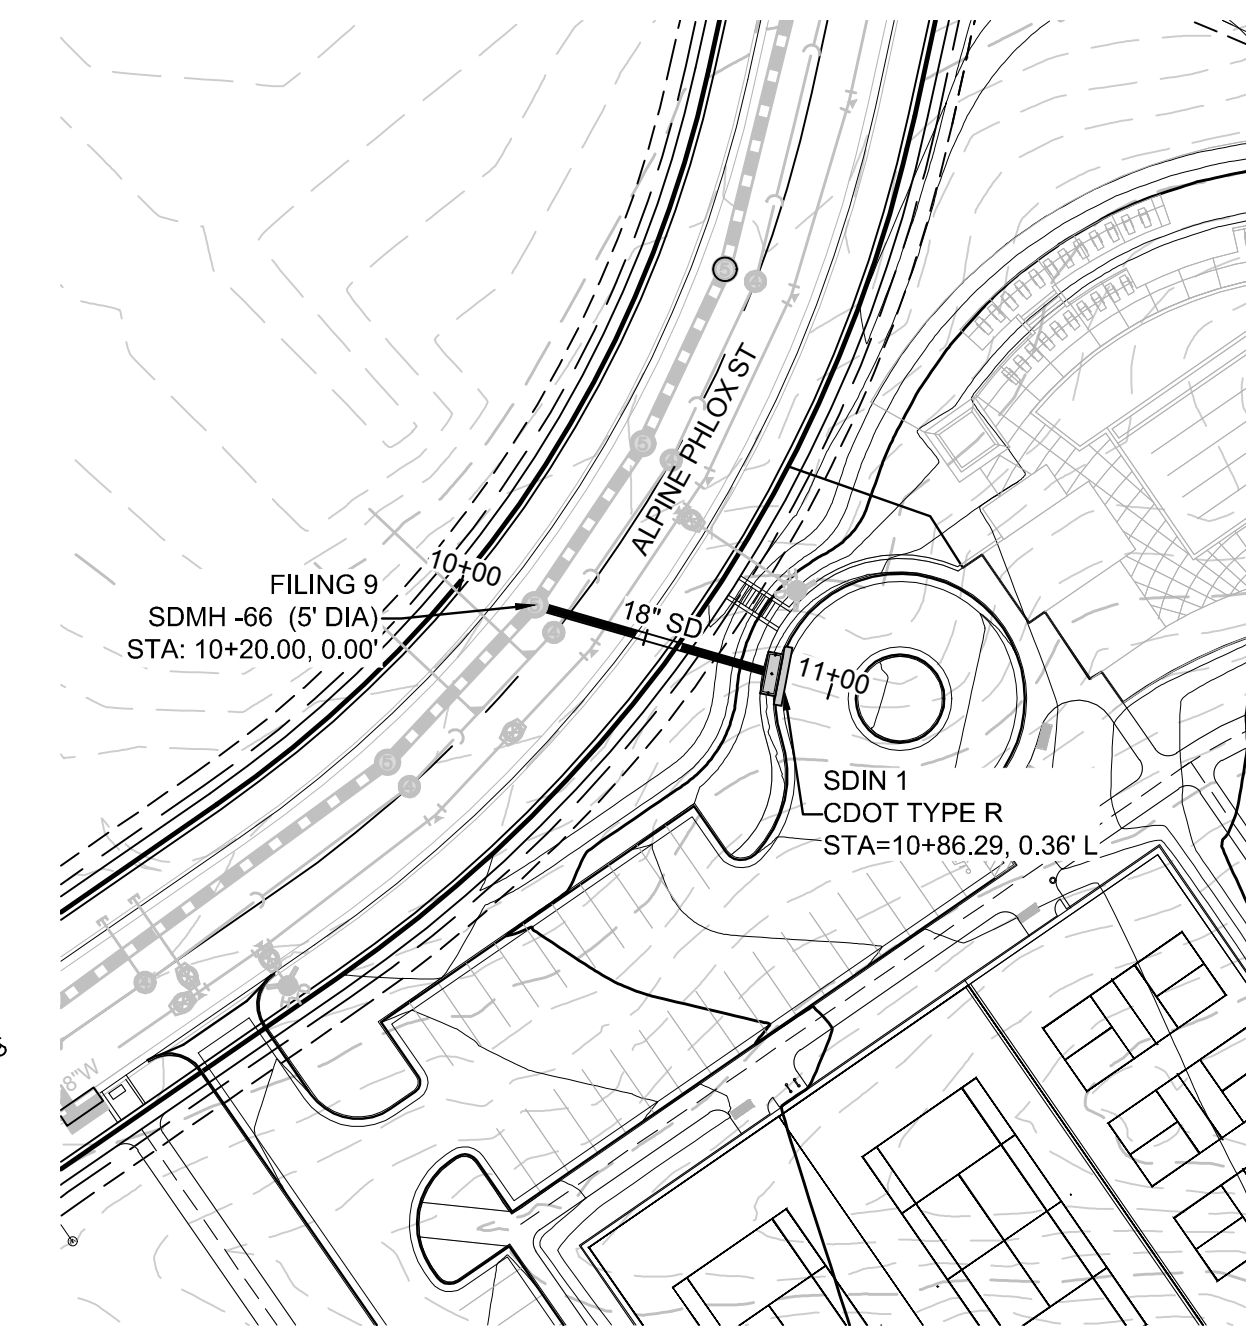 ALPINE PHLOX ST
10+00
FILING 9
SDMH -66 (5' DIA)
STA: 10+20.00, 0.00'
18" SD
11+00
SDIN 1
CDOT TYPE R
STA=10+86.29, 0.36' L
8"W